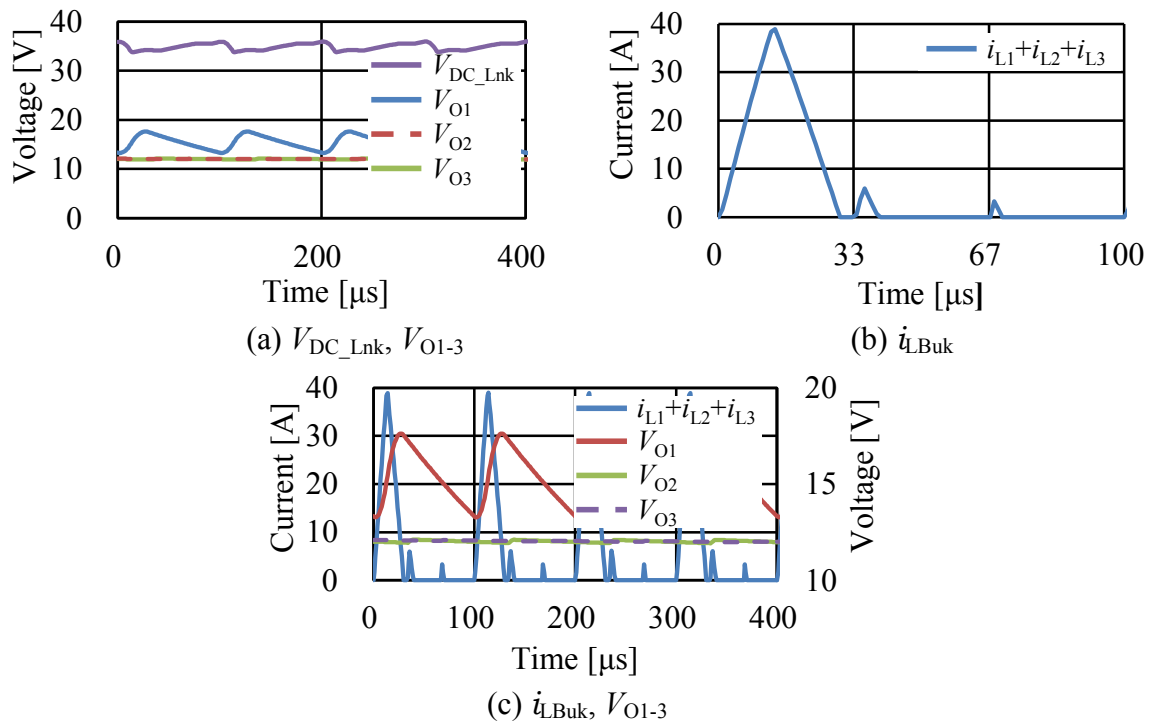 40
30
20
10
0
Voltage [V]
V_DC_Lnk
V_O1
V_O2
V_O3
0
200
400
Time [μs]
(a) V_DC_Lnk, V_O1-3
40
30
20
10
0
Current [A]
i_L1+i_L2+i_L3
0
33
67
100
Time [μs]
(b) i_LBuk
40
30
20
10
0
Current [A]
i_L1+i_L2+i_L3
V_O1
V_O2
V_O3
20
15
10
Voltage [V]
0
100
200
300
400
Time [μs]
(c) i_LBuk, V_O1-3